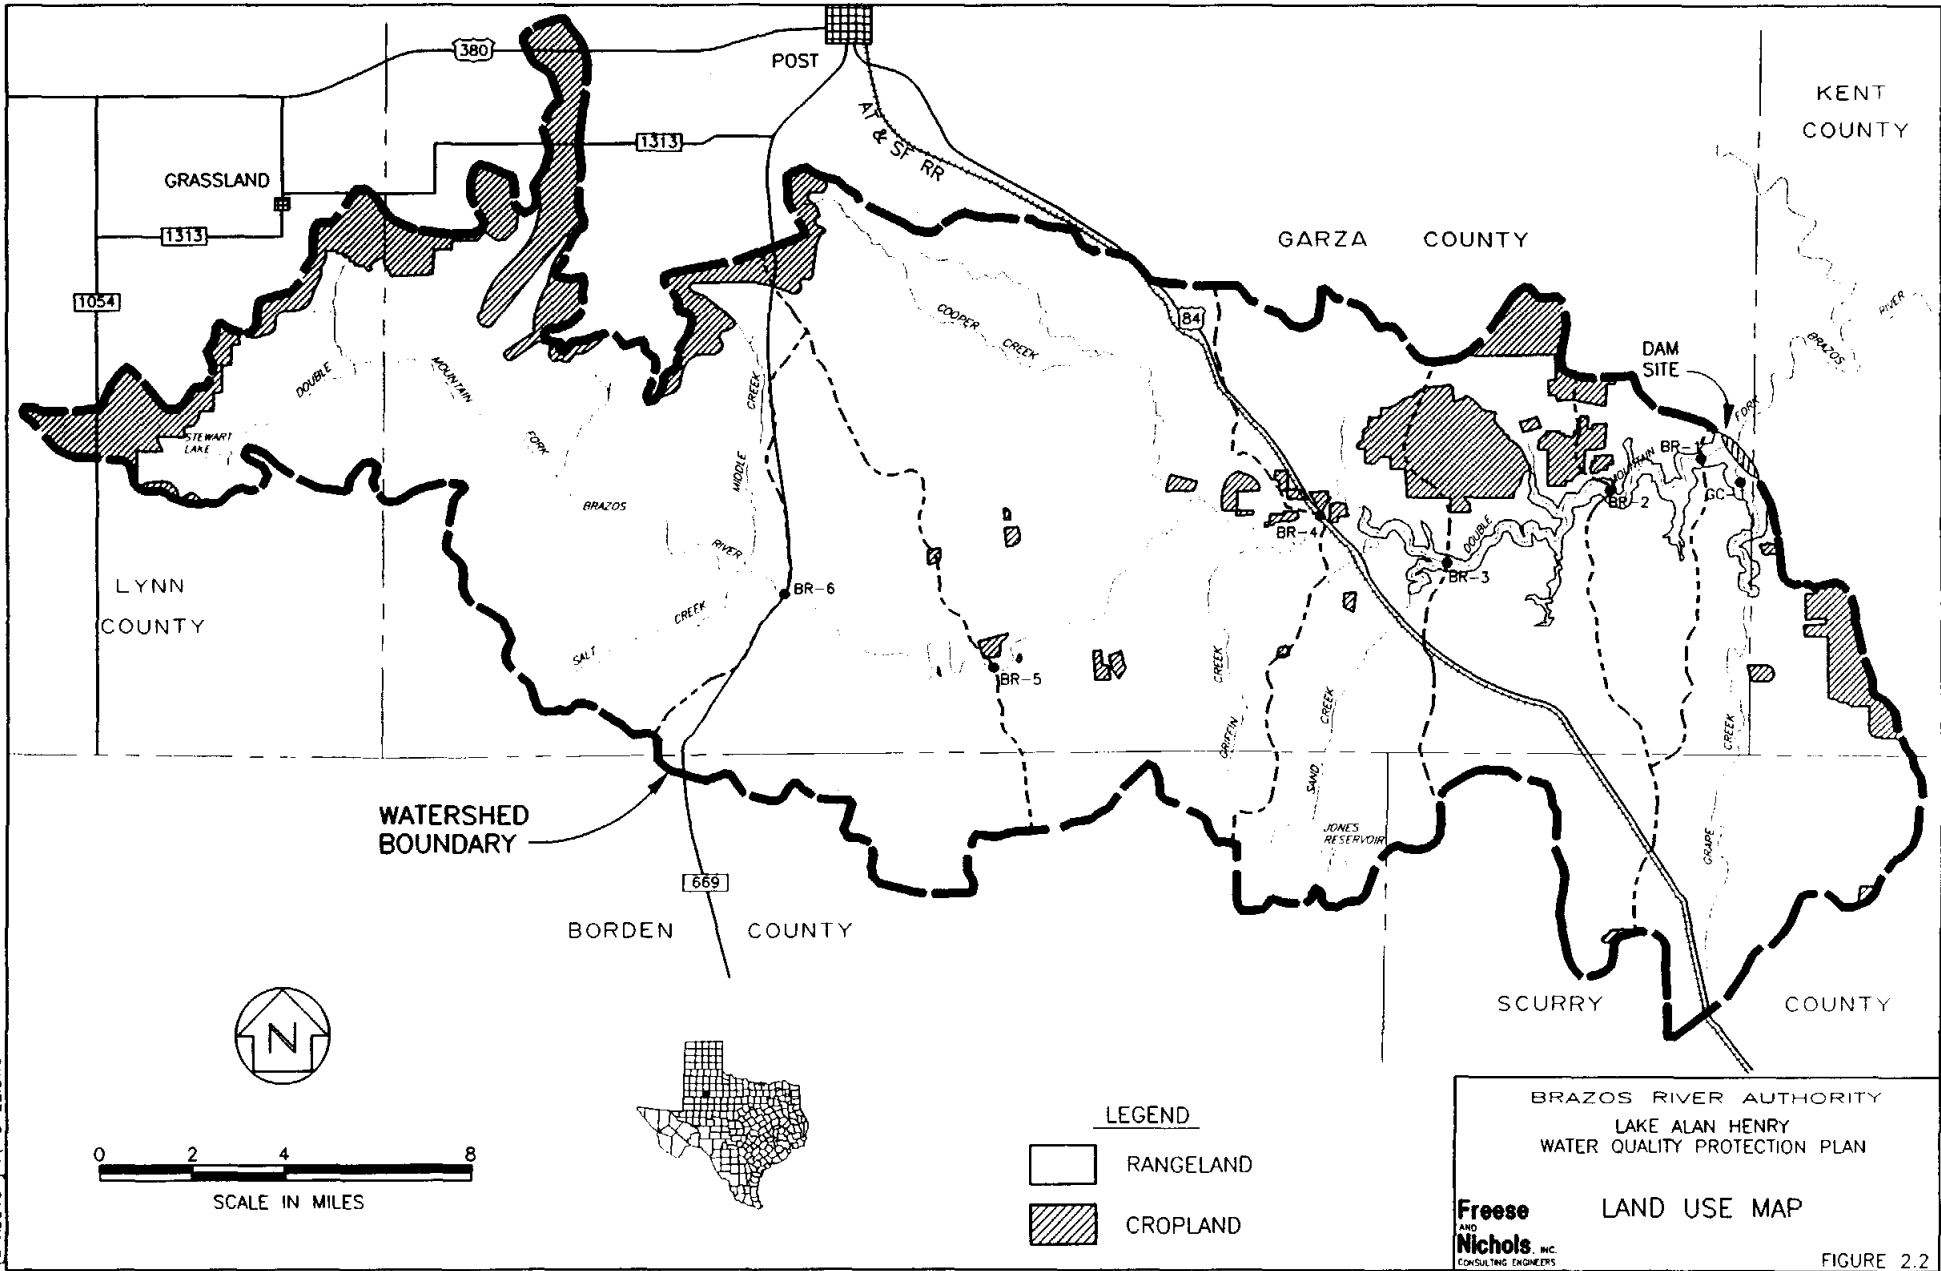 380
POST
KENT
COUNTY
1313
AT & SF RR
GRASSLAND
1313
GARZA COUNTY
1054
RIVER
COOPER
CREEK
84
BRAZOS
DAM
SITE
DOUBLE
MOUNTAIN
CREEK
FORK
STEWART
LAKE
FORK
MIDDLE
BR-1
MOUNTAIN
BR-2
GC-1
BRAZOS
BR-4
DOUBLE
RIVER
BR-3
LYNN
COUNTY
BR-6
CREEK
SALT
BR-5
CREEK
GRIFFIN
CREEK
SAND
CREEK
GRAPE
WATERSHED
BOUNDARY
JONES
RESERVOIR
669
BORDEN COUNTY
SCURRY COUNTY
N
0 2 4 8
SCALE IN MILES
LEGEND
RANGELAND
CROPLAND
BRAZOS RIVER AUTHORITY
LAKE ALAN HENRY
WATER QUALITY PROTECTION PLAN
LAND USE MAP
Freese
AND
Nichols, INC.
CONSULTING ENGINEERS
FIGURE 2.2